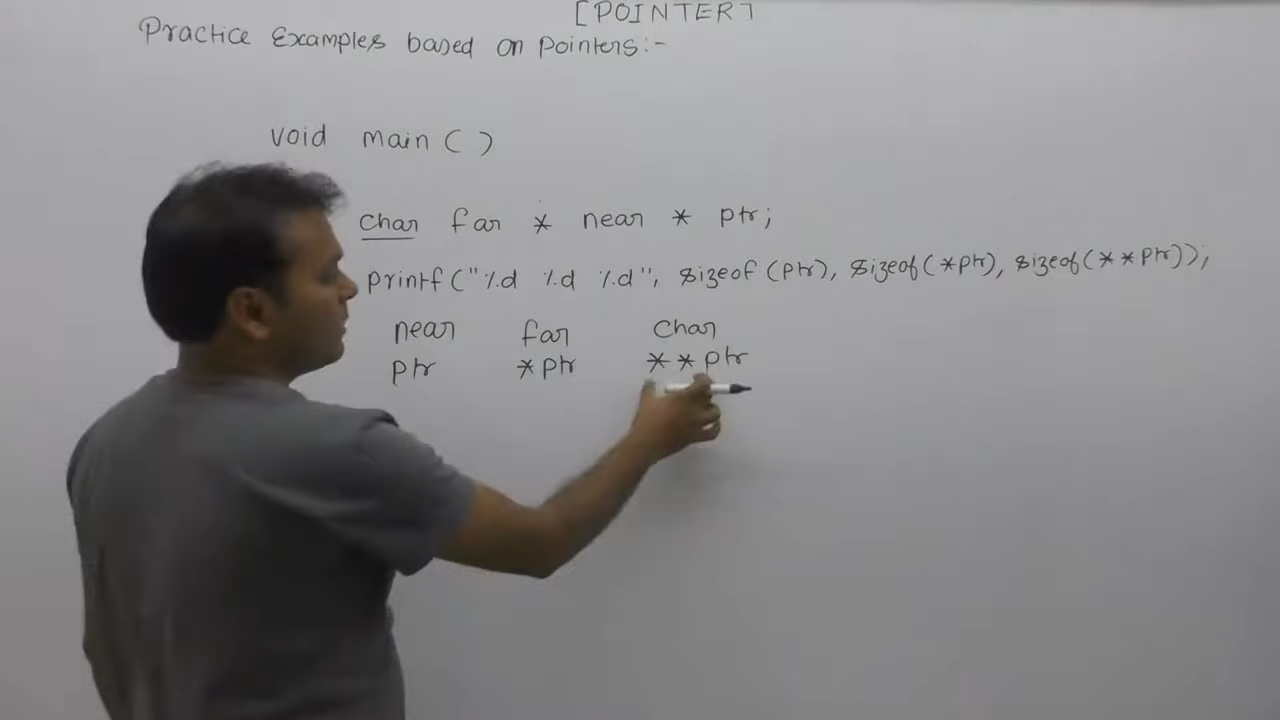 [POINTER]
Practice Examples based on Pointers:-
void main ( )
char far * near * ptr;
printf ("%d %d %d", sizeof (ptr), sizeof (*ptr), sizeof (**ptr));
near far char
ptr *ptr **ptr